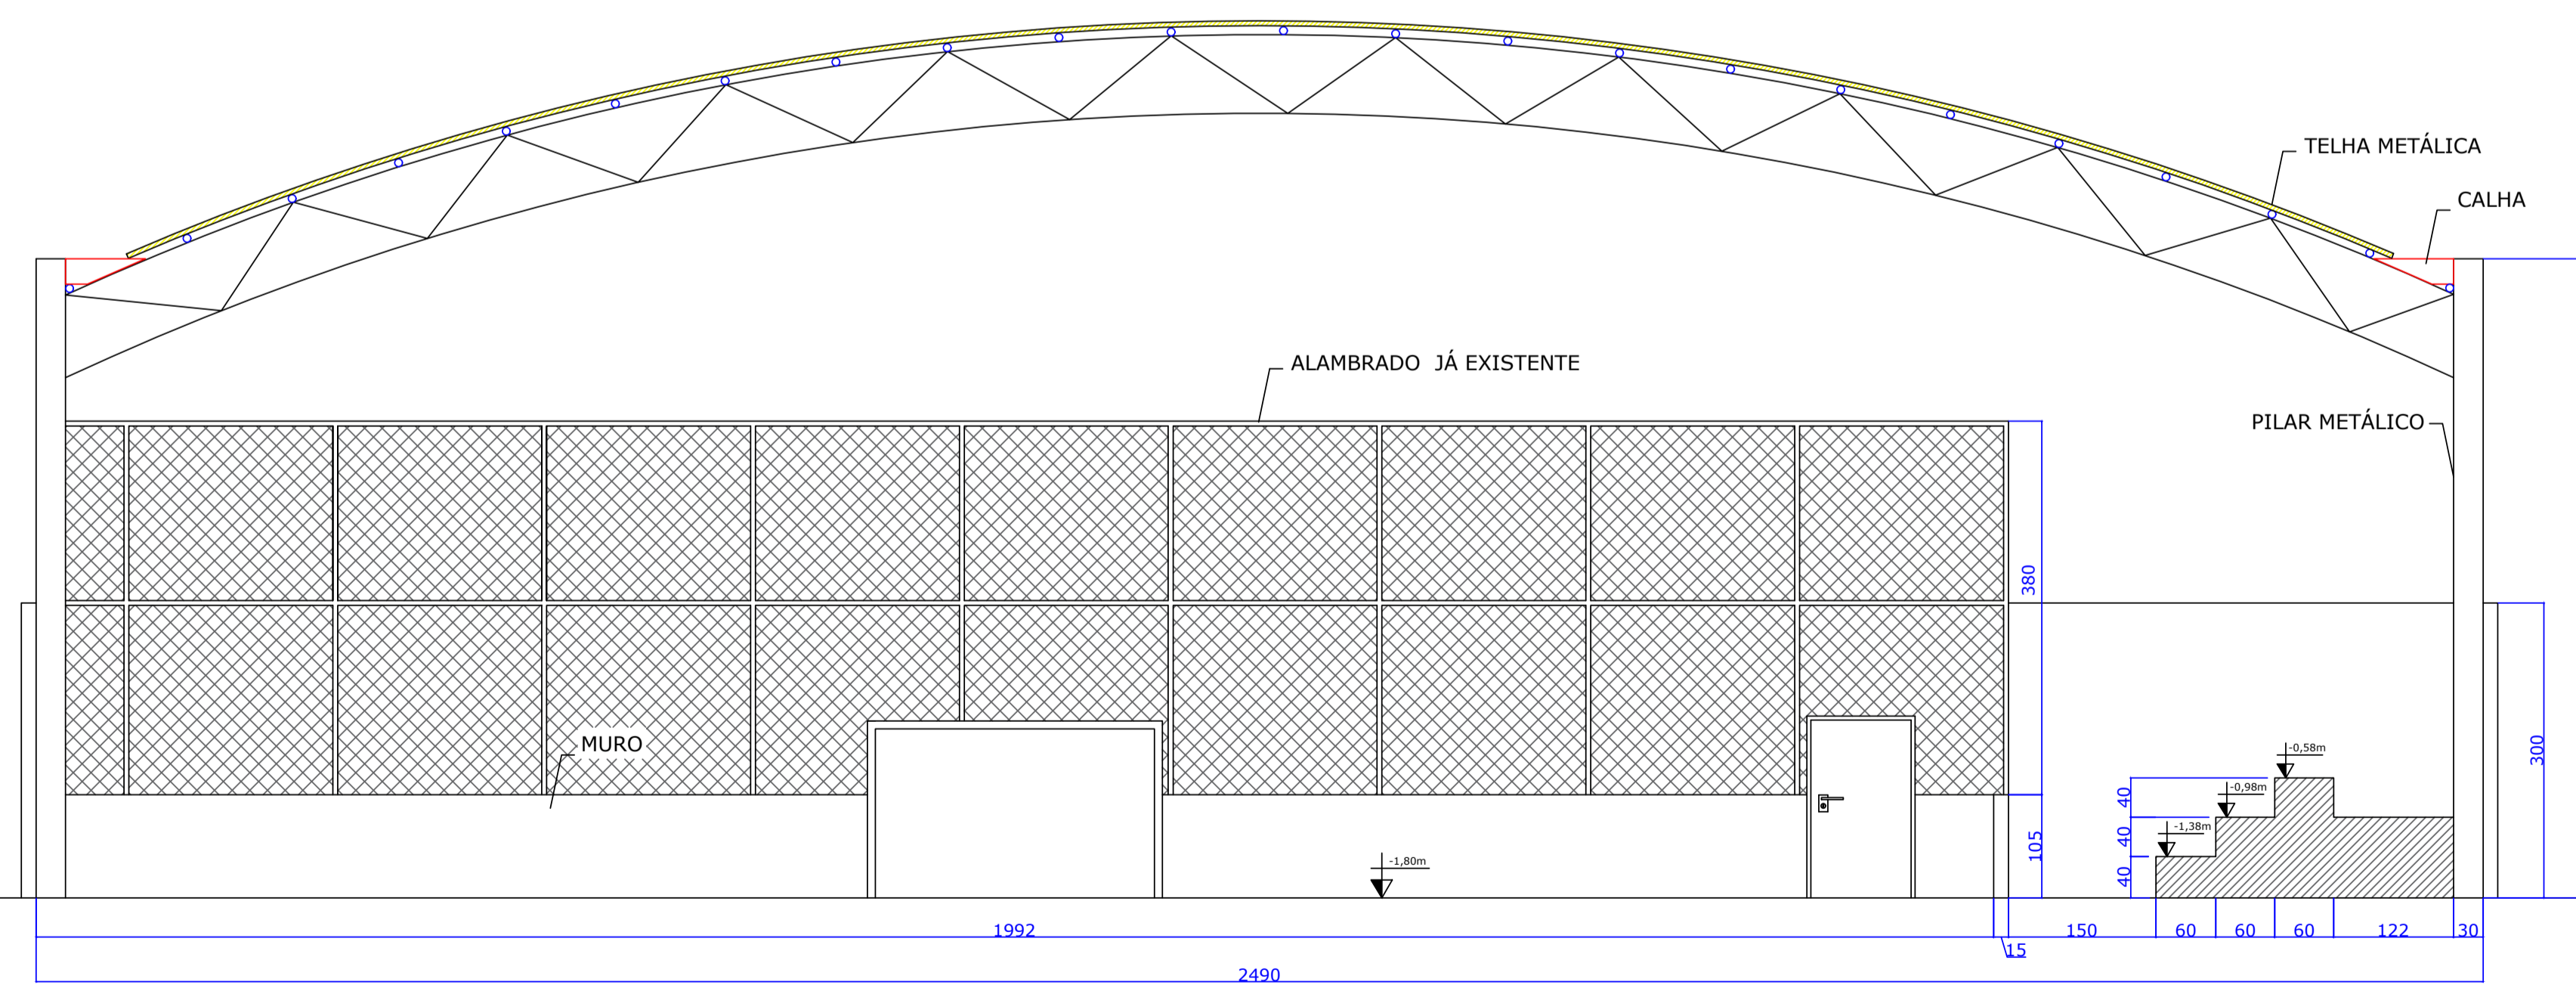 TELHA METÁLICA
CALHA
ALAMBRADO JÁ EXISTENTE
PILAR METÁLICO
380
MURO
300
-0,58m
-0,98m
40
-1,38m
40
105
-1,80m
40
1992
150
60
60
60
122
30
15
2490